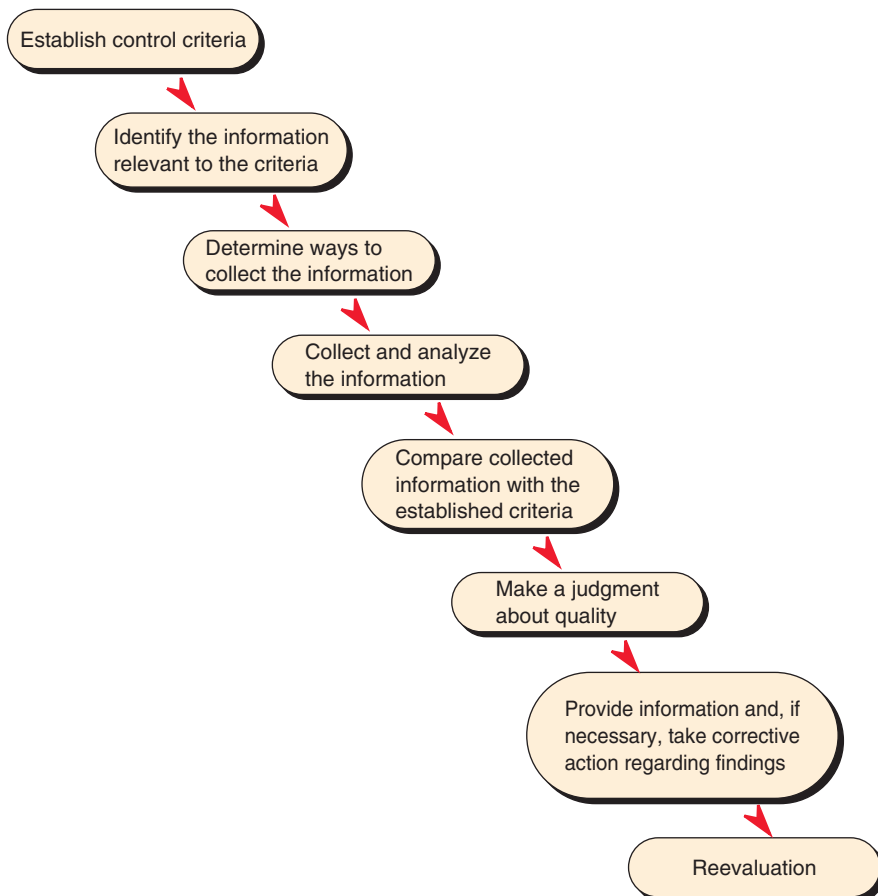 Establish control criteria
Identify the information
relevant to the criteria
Determine ways to
collect the information
Collect and analyze
the information
Compare collected
information with the
established criteria
Make a judgment
about quality
Provide information and, if
necessary, take corrective
action regarding findings
Reevaluation